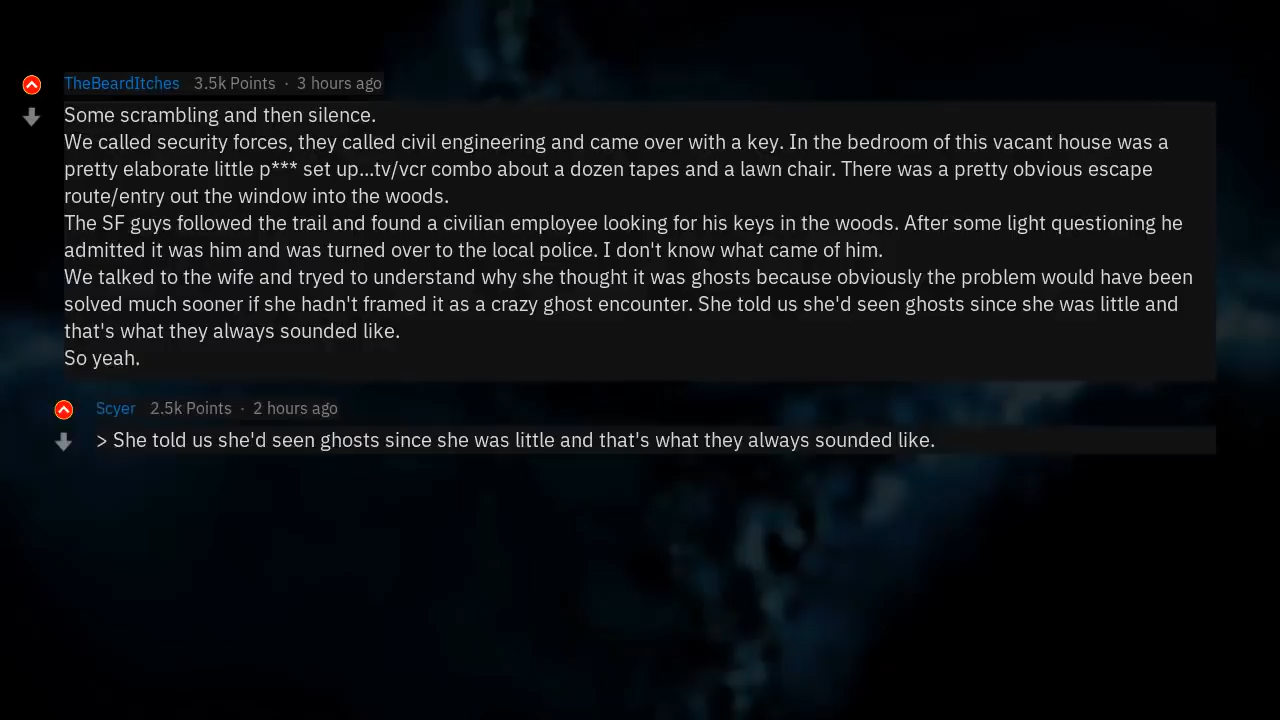 TheBeardItches 3.5k Points · 3 hours ago
Some scrambling and then silence.
We called security forces, they called civil engineering and came over with a key. In the bedroom of this vacant house was a
pretty elaborate little p*** set up...tv/vcr combo about a dozen tapes and a lawn chair. There was a pretty obvious escape
route/entry out the window into the woods.
The SF guys followed the trail and found a civilian employee looking for his keys in the woods. After some light questioning he
admitted it was him and was turned over to the local police. I don't know what came of him.
We talked to the wife and tryed to understand why she thought it was ghosts because obviously the problem would have been
solved much sooner if she hadn't framed it as a crazy ghost encounter. She told us she'd seen ghosts since she was little and
that's what they always sounded like.
So yeah.
Scyer 2.5k Points · 2 hours ago
> She told us she'd seen ghosts since she was little and that's what they always sounded like.